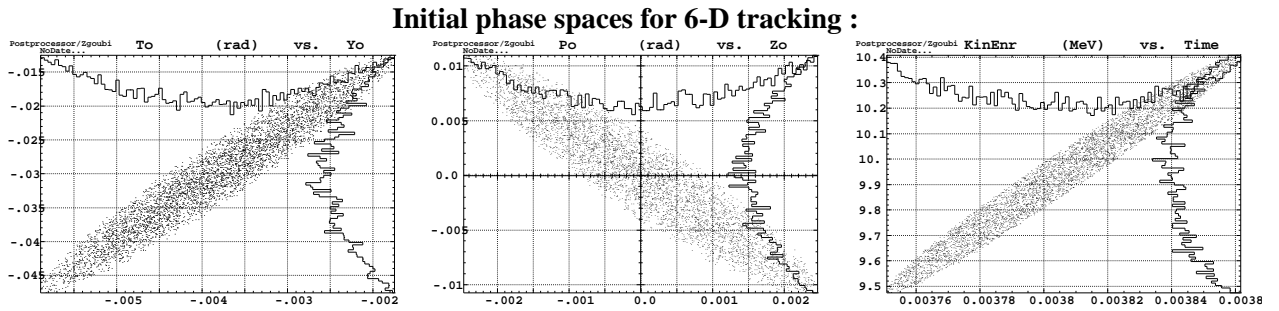 Initial phase spaces for 6-D tracking :
Postprocessor/Zgoubi
NoDate...
To (rad) vs. Yo
-.015
-.02
-.025
-.03
-.035
-.04
-.045
-.005 -.004 -.003 -.002
Postprocessor/Zgoubi
NoDate...
Po (rad) vs. Zo
0.01
0.005
0.0
-.005
-.01
-.002 -.001 0.0 0.001 0.002
Postprocessor/Zgoubi
NoDate...
KinEnr (MeV) vs. Time
10.4
10.3
10.2
10.1
10.
9.9
9.8
9.7
9.6
9.5
0.00376 0.00378 0.0038 0.00382 0.00384 0.0038